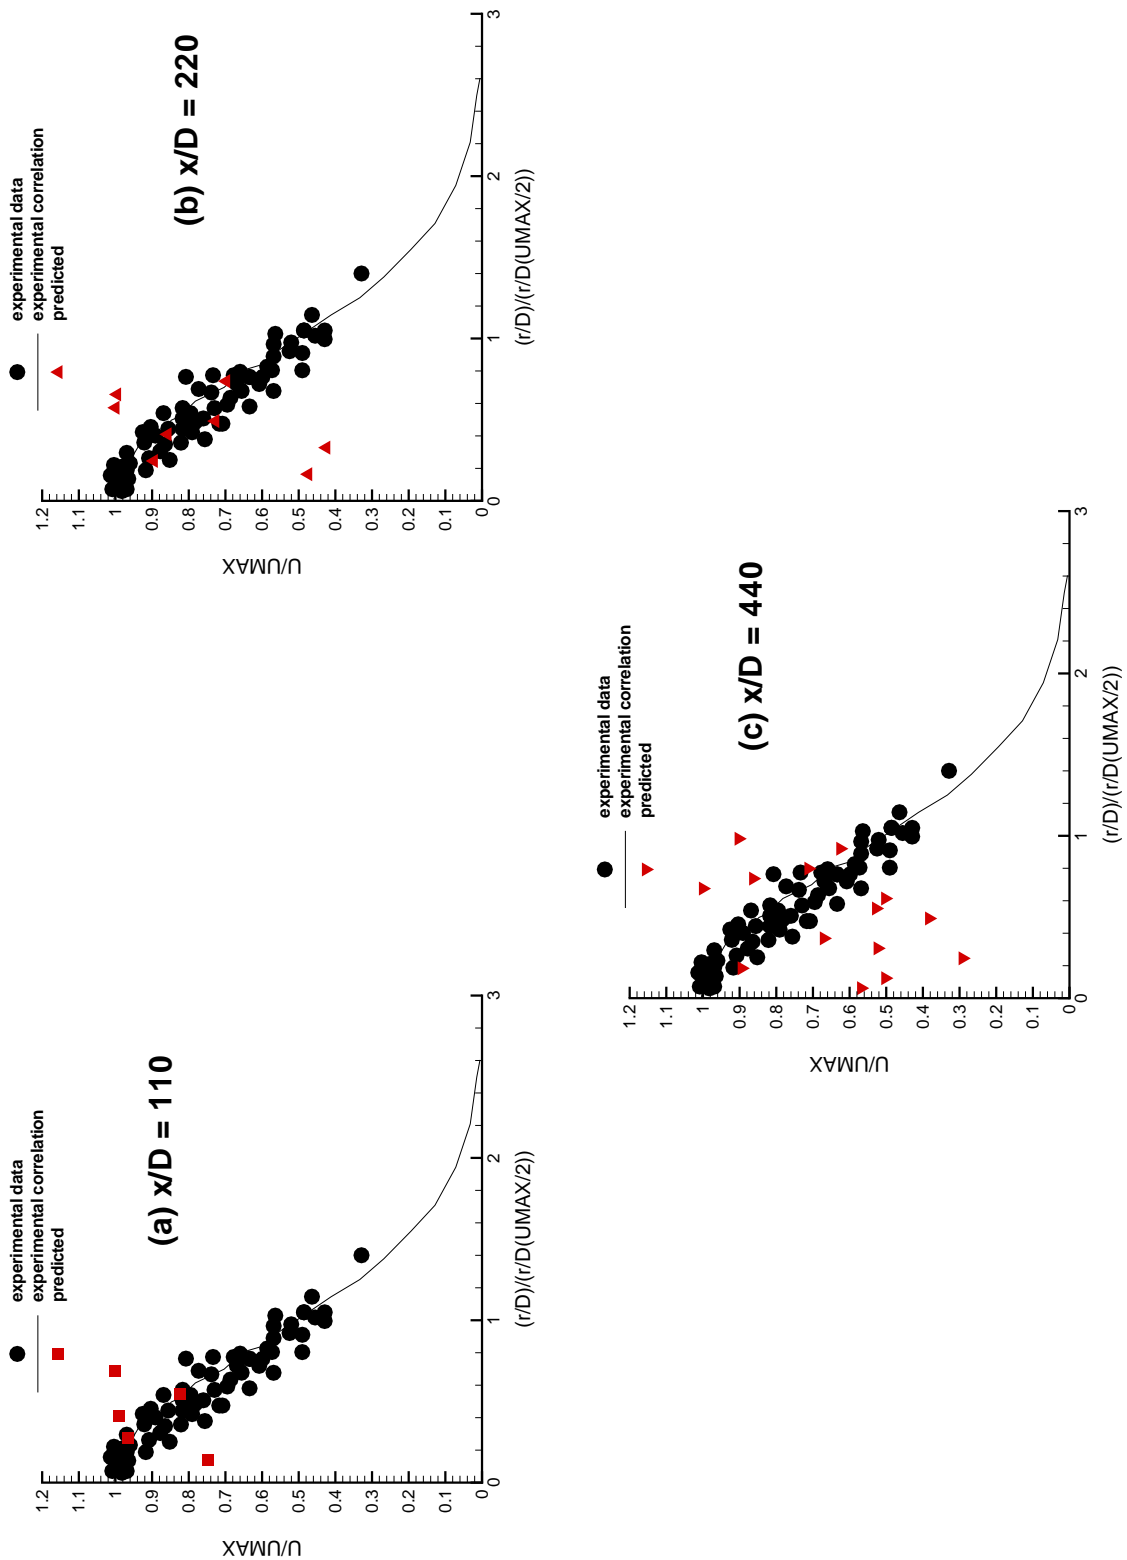 experimental data
experimental correlation
predicted
(a) x/D = 110
U/UMAX
1.2
1.1
1
0.9
0.8
0.7
0.6
0.5
0.4
0.3
0.2
0.1
0
0
1
2
3
(r/D)/(r/D(UMAX/2))
experimental data
experimental correlation
predicted
(b) x/D = 220
U/UMAX
1.2
1.1
1
0.9
0.8
0.7
0.6
0.5
0.4
0.3
0.2
0.1
0
0
1
2
3
(r/D)/(r/D(UMAX/2))
experimental data
experimental correlation
predicted
(c) x/D = 440
U/UMAX
1.2
1.1
1
0.9
0.8
0.7
0.6
0.5
0.4
0.3
0.2
0.1
0
0
1
2
3
(r/D)/(r/D(UMAX/2))